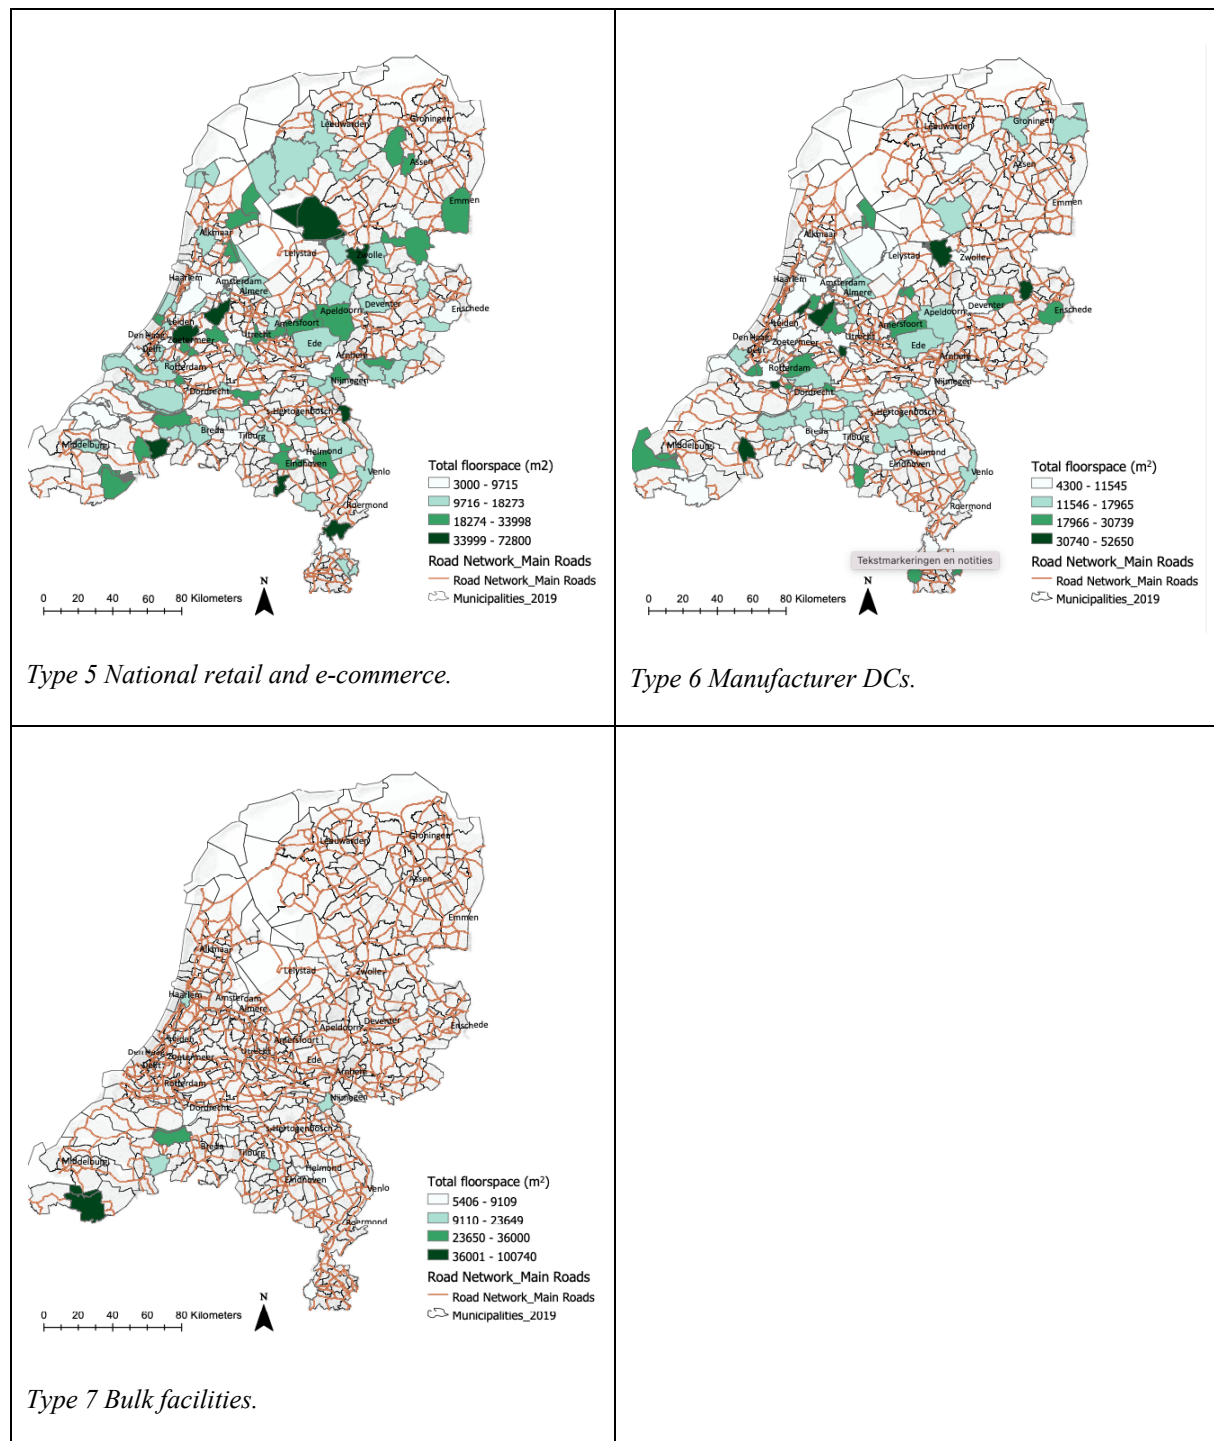 Leeuwarden
Groningen
Assen
Emmen
Alkmaar
Lelystad
Zwolle
Haarlem
Amsterdam
Almere
Deventer
Enschede
Apeldoorn
Leiden
Amersfoort
Den Haag
Utrecht
Zoetermeer
Ede
Delft
Arnhem
Rotterdam
Nijmegen
Dordrecht
's-Hertogenbosch
Breda
Tilburg
Middelburg
Helmond
Eindhoven
Venlo
Roermond
Total floorspace (m2)
3000 - 9715
9716 - 18273
18274 - 33998
33999 - 72800
Road Network_Main Roads
Road Network_Main Roads
Municipalities_2019
N
0 20 40 60 80 Kilometers
Type 5 National retail and e-commerce.
Leeuwarden
Groningen
Assen
Emmen
Alkmaar
Lelystad
Zwolle
Haarlem
Amsterdam
Almere
Deventer
Enschede
Apeldoorn
Leiden
Amersfoort
Den Haag
Utrecht
Zoetermeer
Ede
Delft
Arnhem
Rotterdam
Nijmegen
Dordrecht
's-Hertogenbosch
Breda
Tilburg
Middelburg
Helmond
Eindhoven
Venlo
Roermond
Total floorspace (m²)
4300 - 11545
11546 - 17965
17966 - 30739
30740 - 52650
Road Network_Main Roads
Road Network_Main Roads
Municipalities_2019
Tekstmarkeringen en notities
N
0 20 40 60 80 Kilometers
Type 6 Manufacturer DCs.
Leeuwarden
Groningen
Assen
Emmen
Alkmaar
Lelystad
Zwolle
Haarlem
Amsterdam
Almere
Deventer
Enschede
Apeldoorn
Leiden
Amersfoort
Den Haag
Utrecht
Zoetermeer
Ede
Delft
Arnhem
Rotterdam
Nijmegen
Dordrecht
's-Hertogenbosch
Breda
Tilburg
Middelburg
Helmond
Eindhoven
Venlo
Roermond
Total floorspace (m²)
5406 - 9109
9110 - 23649
23650 - 36000
36001 - 100740
Road Network_Main Roads
Road Network_Main Roads
Municipalities_2019
N
0 20 40 60 80 Kilometers
Type 7 Bulk facilities.